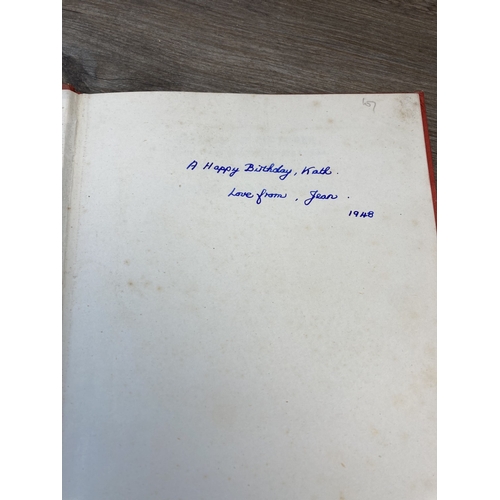 A Happy Birthday, Kath.
Love from, Jean.
1948